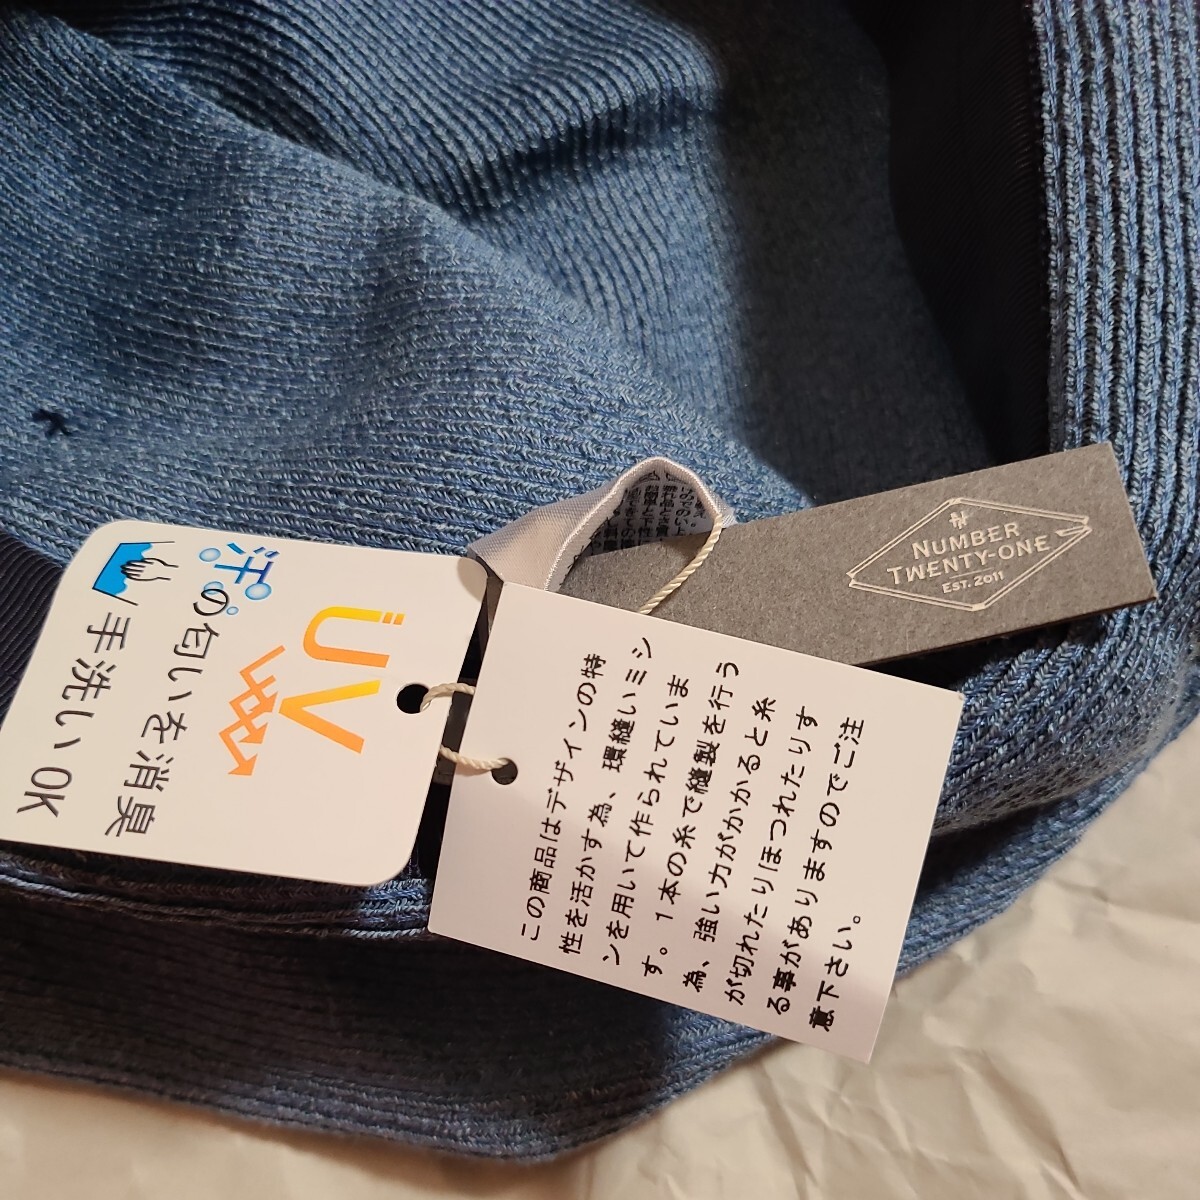 UV
汗の匂いを消臭
手洗いOK
この商品はデザインの特
性を活かす為、環縫いミシ
ンを用いて作られていま
す。1本の糸で縫製を行う
為、強い力がかかると糸
が切れたりほつれたりす
る事がありますのでご注
意下さい。
NUMBER
TWENTY-ONE
EST. 2011